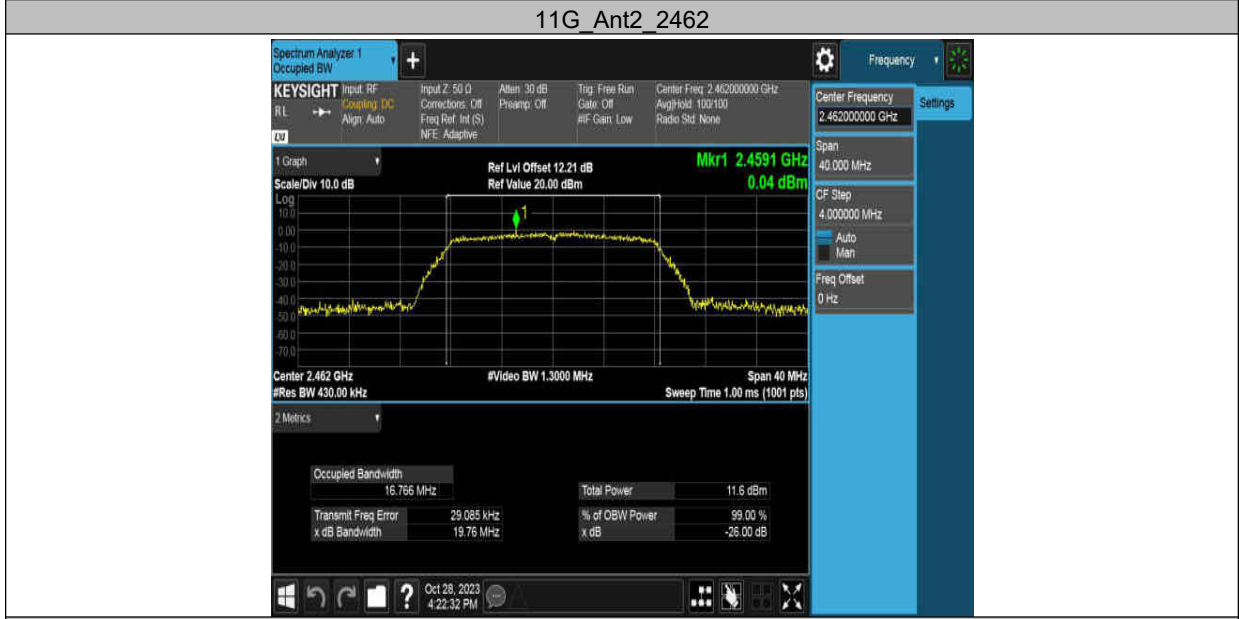 11G_Ant2_2462
Spectrum Analyzer 1
Occupied BW
+
Frequency
KEYSIGHT
RL
LXI
Input: RF
Coupling: DC
Align: Auto
Input Z: 50 Ω
Corrections: Off
Freq Ref: Int (S)
NFE: Adaptive
Atten: 30 dB
Preamp: Off
Trig: Free Run
Gate: Off
#IF Gain: Low
Center Freq: 2.462000000 GHz
Avg|Hold: 100/100
Radio Std: None
Center Frequency
2.462000000 GHz
Settings
Span
40.000 MHz
CF Step
4.000000 MHz
Auto
Man
Freq Offset
0 Hz
1 Graph
Scale/Div 10.0 dB
Ref Lvl Offset 12.21 dB
Ref Value 20.00 dBm
Mkr1 2.4591 GHz
0.04 dBm
Log
10.0
0.00
-10.0
-20.0
-30.0
-40.0
-50.0
-60.0
-70.0
1
Center 2.462 GHz
#Res BW 430.00 kHz
#Video BW 1.3000 MHz
Span 40 MHz
Sweep Time 1.00 ms (1001 pts)
2 Metrics
Occupied Bandwidth
16.766 MHz
Total Power 11.6 dBm
Transmit Freq Error 29.085 kHz
% of OBW Power 99.00 %
x dB Bandwidth 19.76 MHz
x dB -26.00 dB
?
Oct 28, 2023
4:22:32 PM